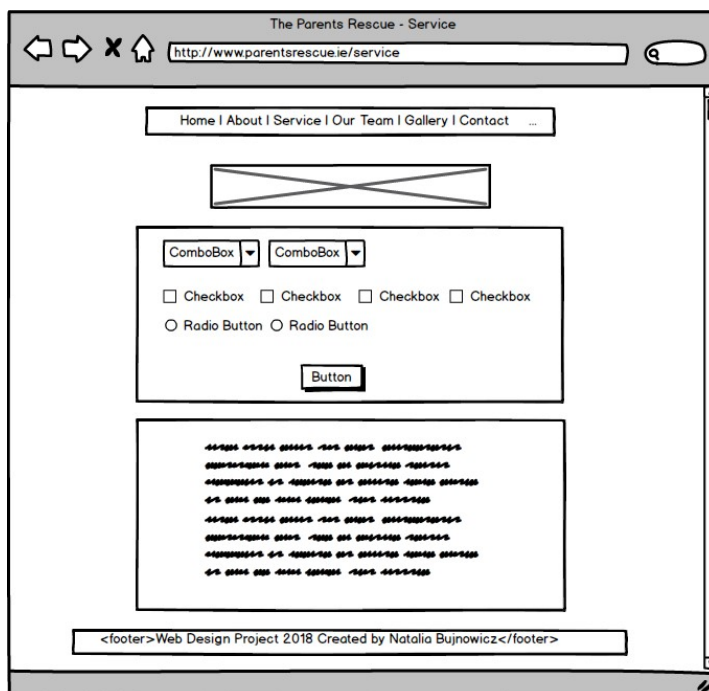 The Parents Rescue - Service
http://www.parentsrescue.ie/service
Home | About | Service | Our Team | Gallery | Contact ...
ComboBox ComboBox
Checkbox Checkbox Checkbox Checkbox
Radio Button Radio Button
Button
<footer>Web Design Project 2018 Created by Natalia Bujnowicz</footer>